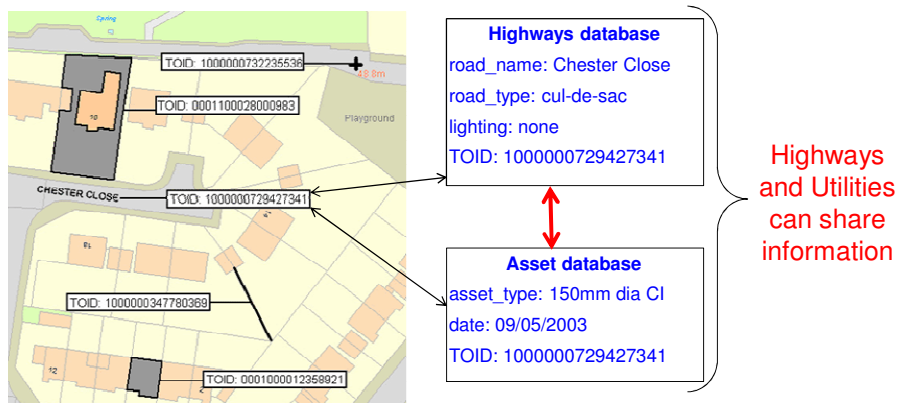 Spring
TOID: 1000000732235536
48.8m
TOID: 0001100028000983
10
Playground
CHESTER CLOSE
TOID: 1000000729427341
TOID: 1000000347780369
12
TOID: 0001000012358921
2
Highways database
road_name: Chester Close
road_type: cul-de-sac
lighting: none
TOID: 1000000729427341
Asset database
asset_type: 150mm dia CI
date: 09/05/2003
TOID: 1000000729427341
Highways
and Utilities
can share
information